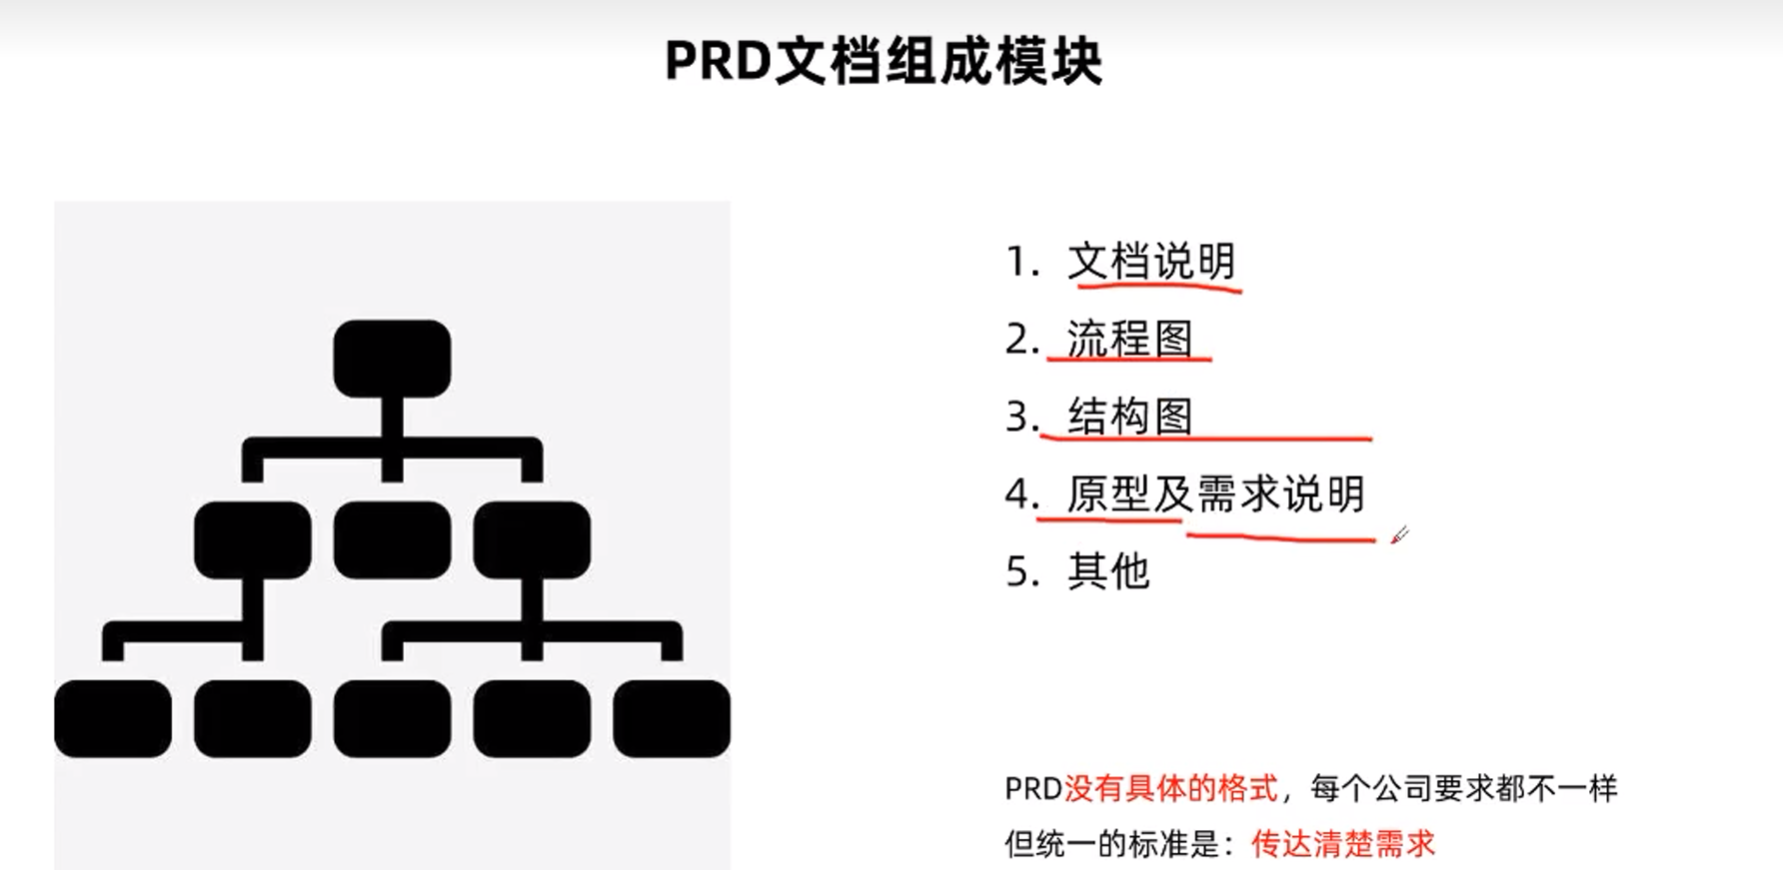 PRD文档组成模块
1. 文档说明
2. 流程图
3. 结构图
4. 原型及需求说明
5. 其他
PRD没有具体的格式，每个公司要求都不一样
但统一的标准是：传达清楚需求